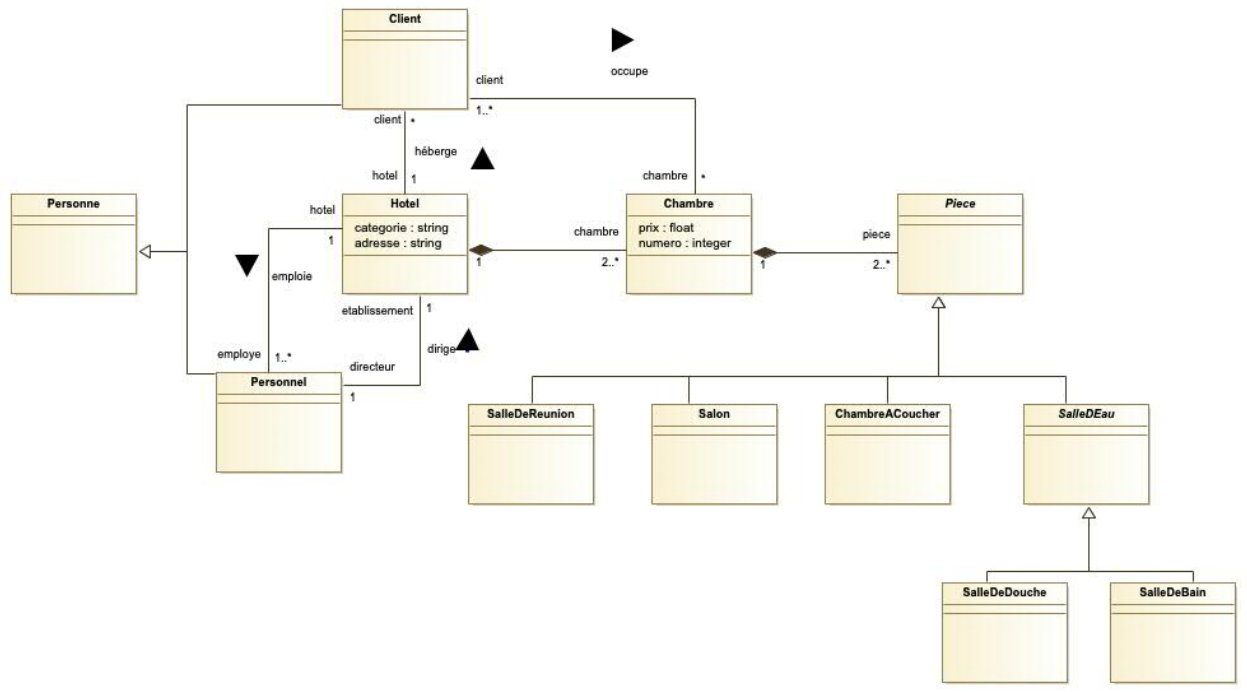 Client
occupe
client
1..*
client *
héberge
hotel 1
chambre *
Personne
hotel
1
Hotel
categorie : string
adresse : string
1
chambre
2..*
Chambre
prix : float
numero : integer
1
piece
2..*
Piece
emploie
etablissement 1
dirige
employe 1..*
directeur
1
Personnel
SalleDeReunion
Salon
ChambreACoucher
SalleDEau
SalleDeDouche
SalleDeBain